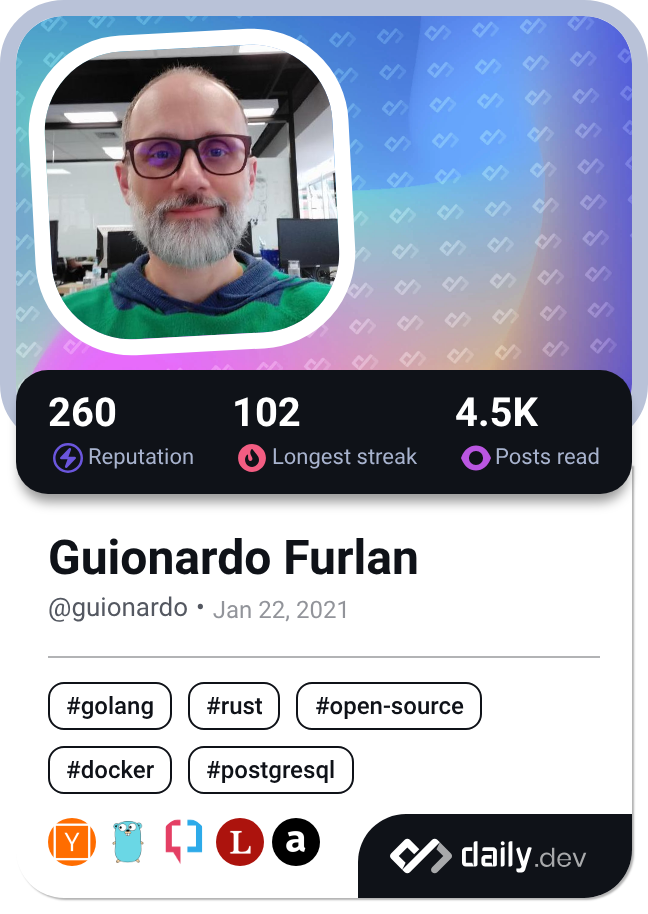 260 102 4.5K
Reputation Longest streak Posts read
Guionardo Furlan
@guionardo • Jan 22, 2021
#golang #rust #open-source
#docker #postgresql
Y L a
daily.dev